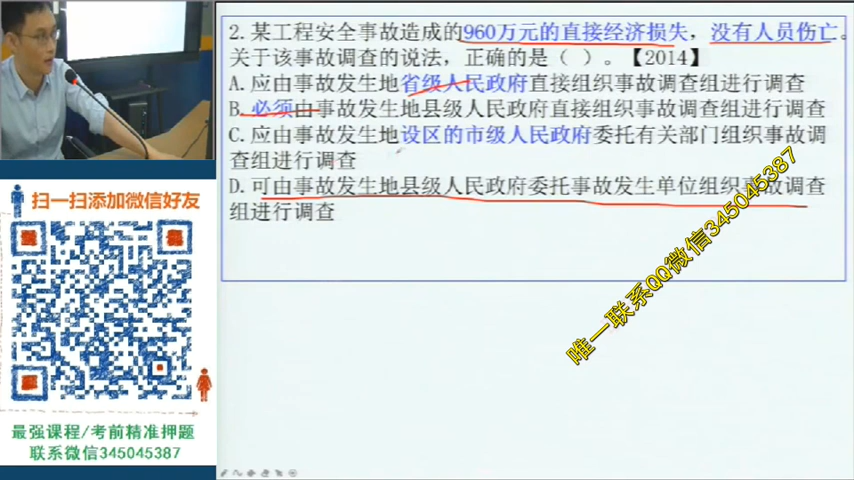 2.某工程安全事故造成的960万元的直接经济损失，没有人员伤亡。
关于该事故调查的说法，正确的是（ ）。【2014】
A.应由事故发生地省级人民政府直接组织事故调查组进行调查
B.必须由事故发生地县级人民政府直接组织事故调查组进行调查
C.应由事故发生地设区的市级人民政府委托有关部门组织事故调
查组进行调查
D.可由事故发生地县级人民政府委托事故发生单位组织事故调查
组进行调查
唯一联系QQ微信345045387
扫一扫添加微信好友
最强课程/考前精准押题
联系微信345045387